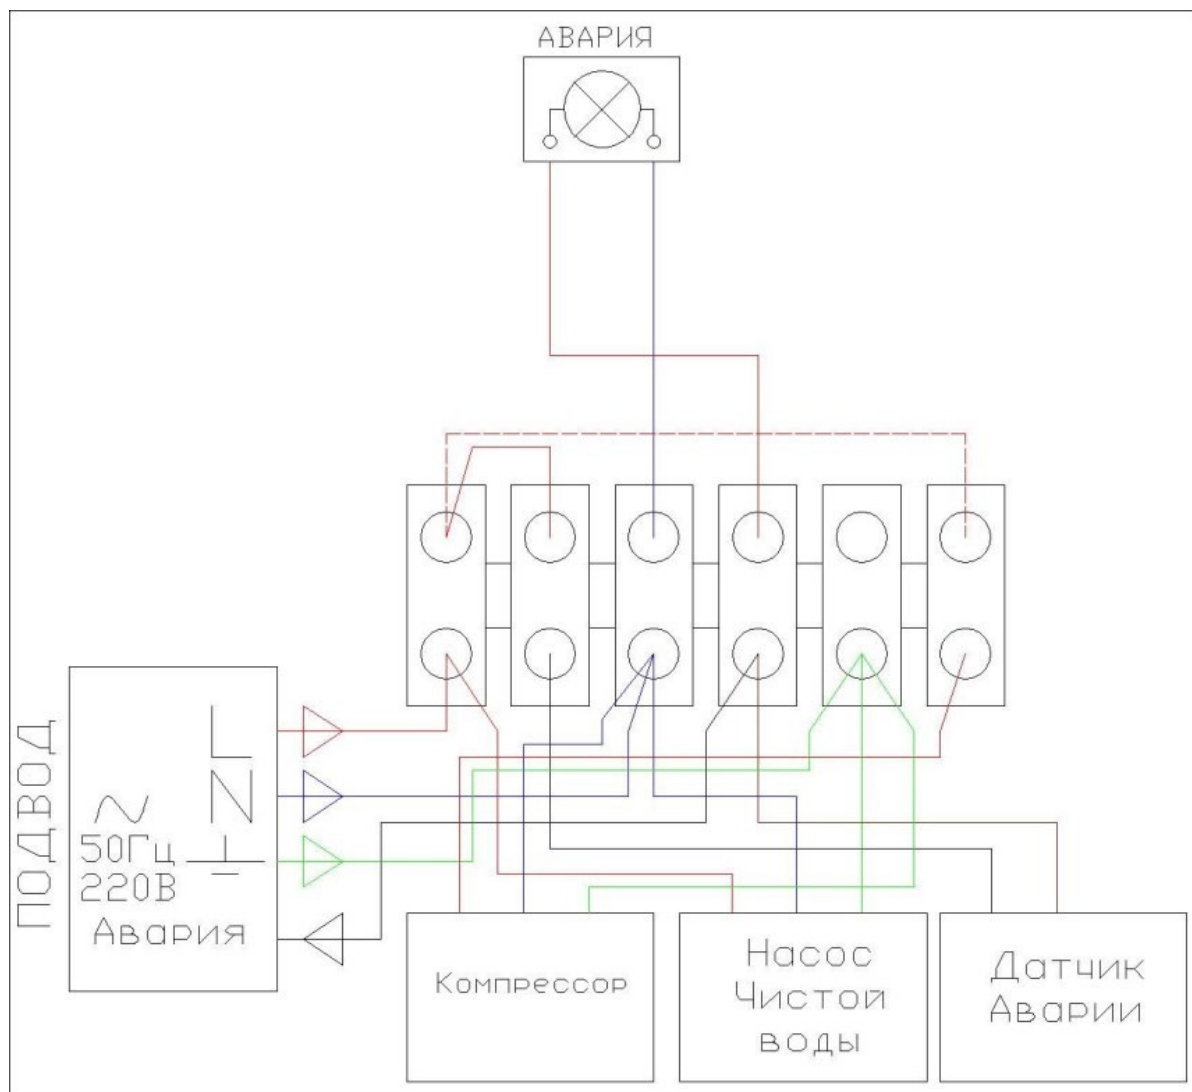 АВАРИЯ
ПОДВОД
L
N
50Гц
220В
Авария
Компрессор
Насос
Чистой
воды
Датчик
Аварии